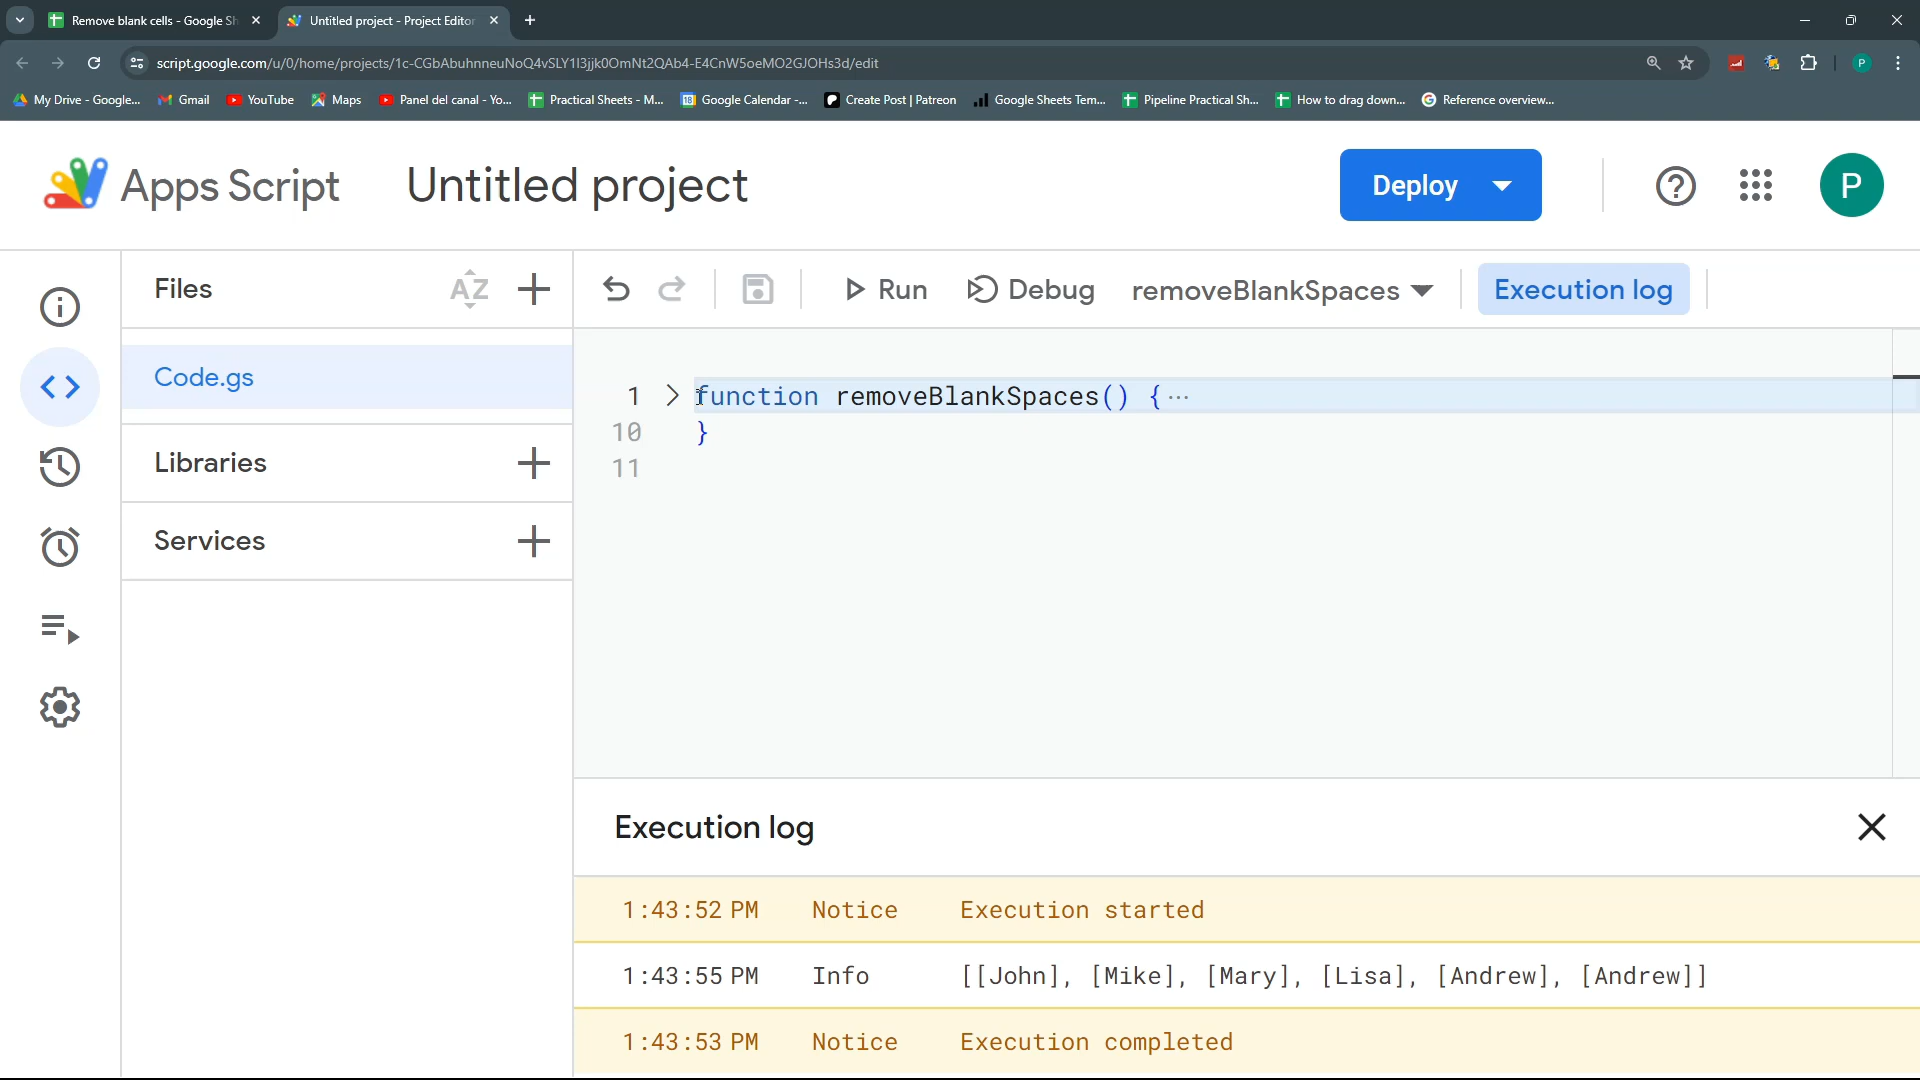 Remove blank cells - Google Sh
Untitled project - Project Editor
script.google.com/u/0/home/projects/1c-CGbAbuhnneuNoQ4vSLY1I3jjk0OmNt2QAb4-E4CnW5oeMO2GJOHs3d/edit
P
My Drive - Google...
Gmail
YouTube
Maps
Panel del canal - Yo...
Practical Sheets - M...
18
Google Calendar -...
Create Post | Patreon
Google Sheets Tem...
Pipeline Practical Sh...
How to drag down...
Reference overview...
Apps Script
Untitled project
Deploy
P
Files
AZ
Run
Debug
removeBlankSpaces
Execution log
Code.gs
Libraries
Services
1 function removeBlankSpaces() { ...
10 }
11
Execution log
1:43:52 PM Notice Execution started
1:43:55 PM Info [[John], [Mike], [Mary], [Lisa], [Andrew], [Andrew]]
1:43:53 PM Notice Execution completed